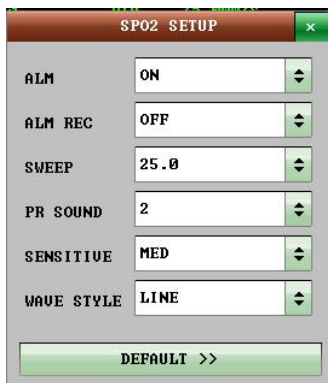 SPO2 SETUP ×
ALM ON
ALM REC OFF
SWEEP 25.0
PR SOUND 2
SENSITIVE MED
WAVE STYLE LINE
DEFAULT >>